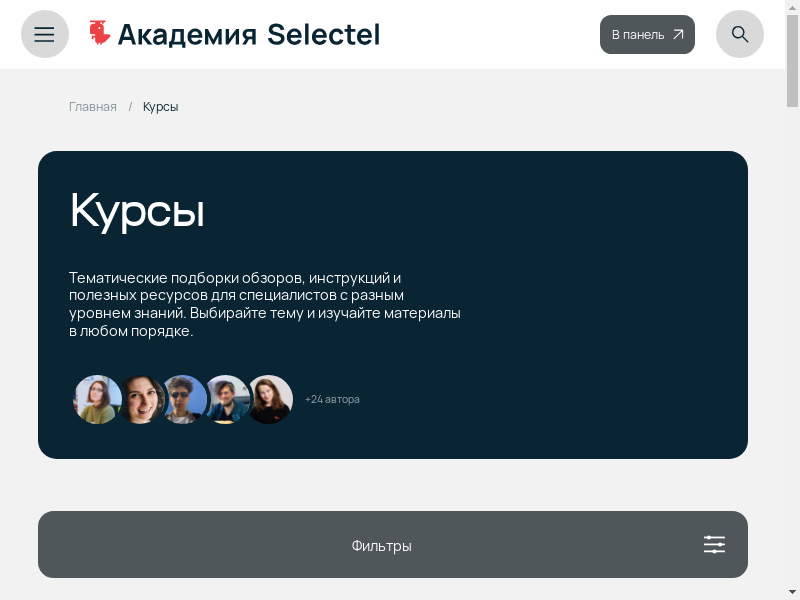 Академия Selectel
В панель
Главная / Курсы
Курсы
Тематические подборки обзоров, инструкций и
полезных ресурсов для специалистов с разным
уровнем знаний. Выбирайте тему и изучайте материалы
в любом порядке.
+24 автора
Фильтры